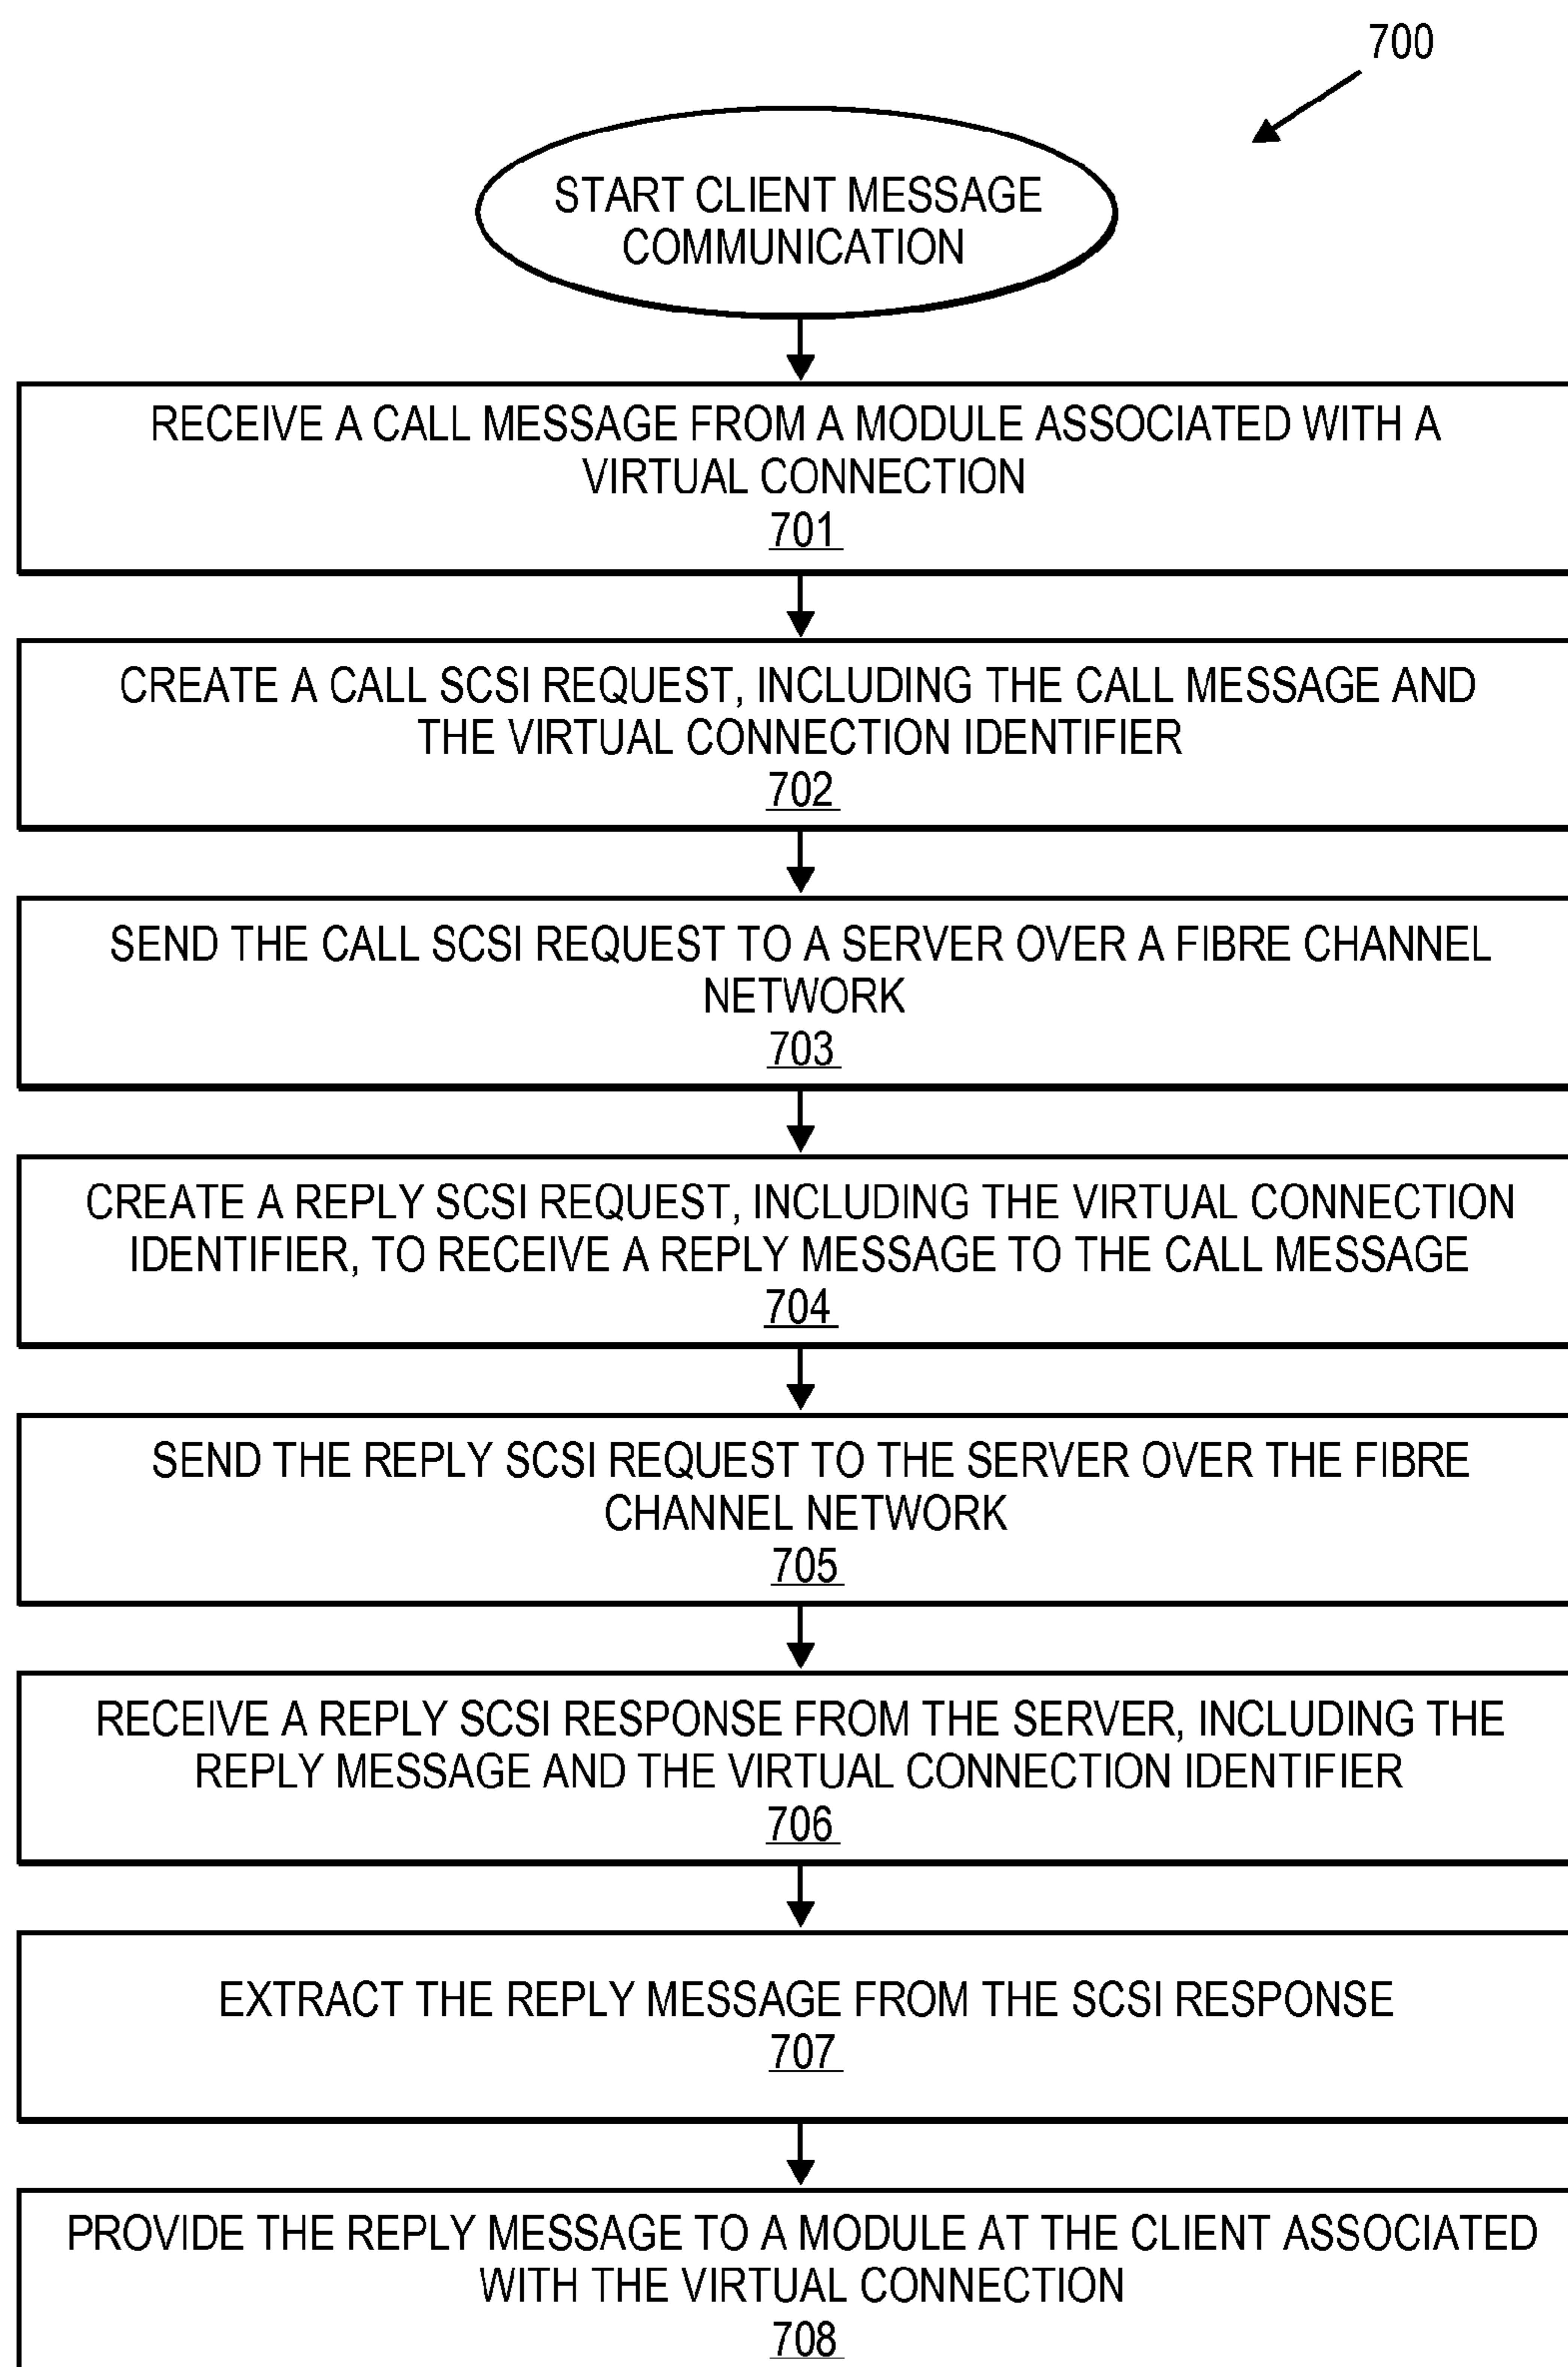 700
START CLIENT MESSAGE
COMMUNICATION
RECEIVE A CALL MESSAGE FROM A MODULE ASSOCIATED WITH A
VIRTUAL CONNECTION
701
CREATE A CALL SCSI REQUEST, INCLUDING THE CALL MESSAGE AND
THE VIRTUAL CONNECTION IDENTIFIER
702
SEND THE CALL SCSI REQUEST TO A SERVER OVER A FIBRE CHANNEL
NETWORK
703
CREATE A REPLY SCSI REQUEST, INCLUDING THE VIRTUAL CONNECTION
IDENTIFIER, TO RECEIVE A REPLY MESSAGE TO THE CALL MESSAGE
704
SEND THE REPLY SCSI REQUEST TO THE SERVER OVER THE FIBRE
CHANNEL NETWORK
705
RECEIVE A REPLY SCSI RESPONSE FROM THE SERVER, INCLUDING THE
REPLY MESSAGE AND THE VIRTUAL CONNECTION IDENTIFIER
706
EXTRACT THE REPLY MESSAGE FROM THE SCSI RESPONSE
707
PROVIDE THE REPLY MESSAGE TO A MODULE AT THE CLIENT ASSOCIATED
WITH THE VIRTUAL CONNECTION
708